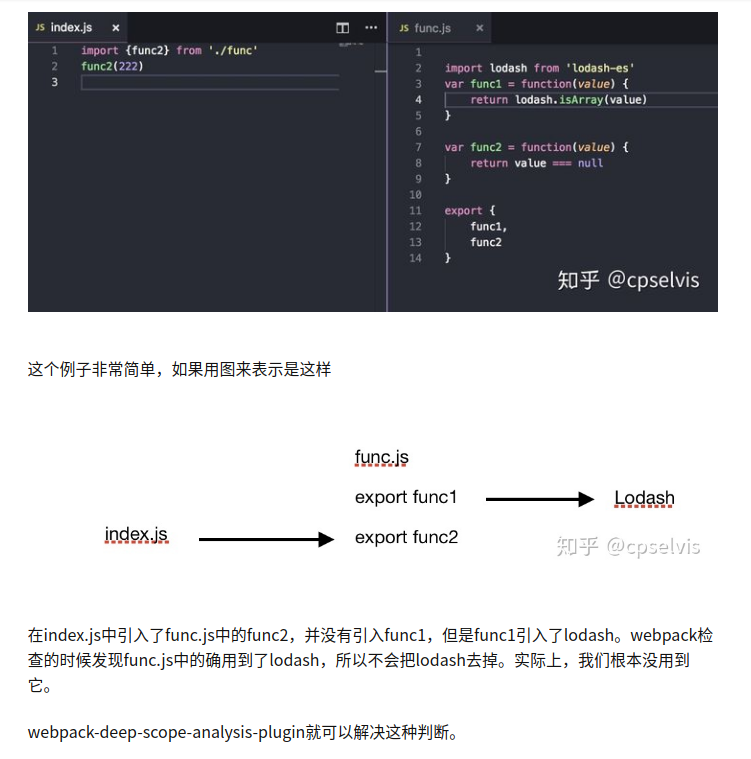 JS index.js × ···
1 import {func2} from './func'
2 func2(222)
3
JS func.js ×
1
2 import lodash from 'lodash-es'
3 var func1 = function(value) {
4 return lodash.isArray(value)
5 }
6
7 var func2 = function(value) {
8 return value === null
9 }
10
11 export {
12 func1,
13 func2
14 }
知乎 @cpselvis
这个例子非常简单，如果用图来表示是这样
func.js
export func1
Lodash
index.js
export func2
知乎 @cpselvis
在index.js中引入了func.js中的func2，并没有引入func1，但是func1引入了lodash。webpack检
查的时候发现func.js中的确用到了lodash，所以不会把lodash去掉。实际上，我们根本没用到
它。
webpack-deep-scope-analysis-plugin就可以解决这种判断。